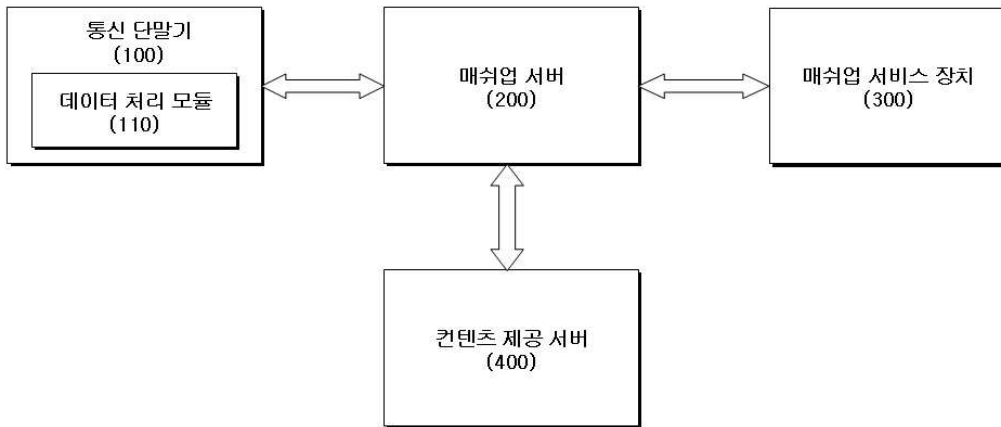 통신 단말기
(100)
데이터 처리 모듈
(110)
매쉬업 서버
(200)
매쉬업 서비스 장치
(300)
컨텐츠 제공 서버
(400)